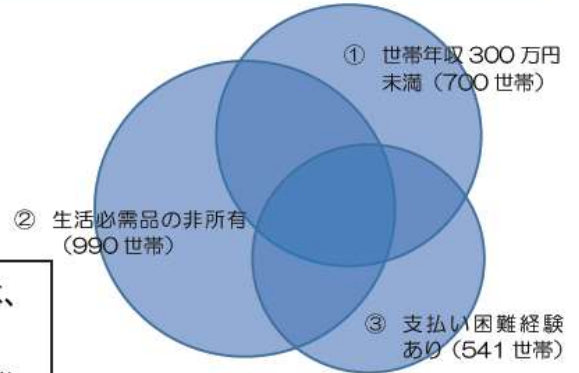 ① 世帯年収 300 万円
未満（700 世帯）
② 生活必需品の非所有
（990 世帯）
③ 支払い困難経験
あり（541 世帯）